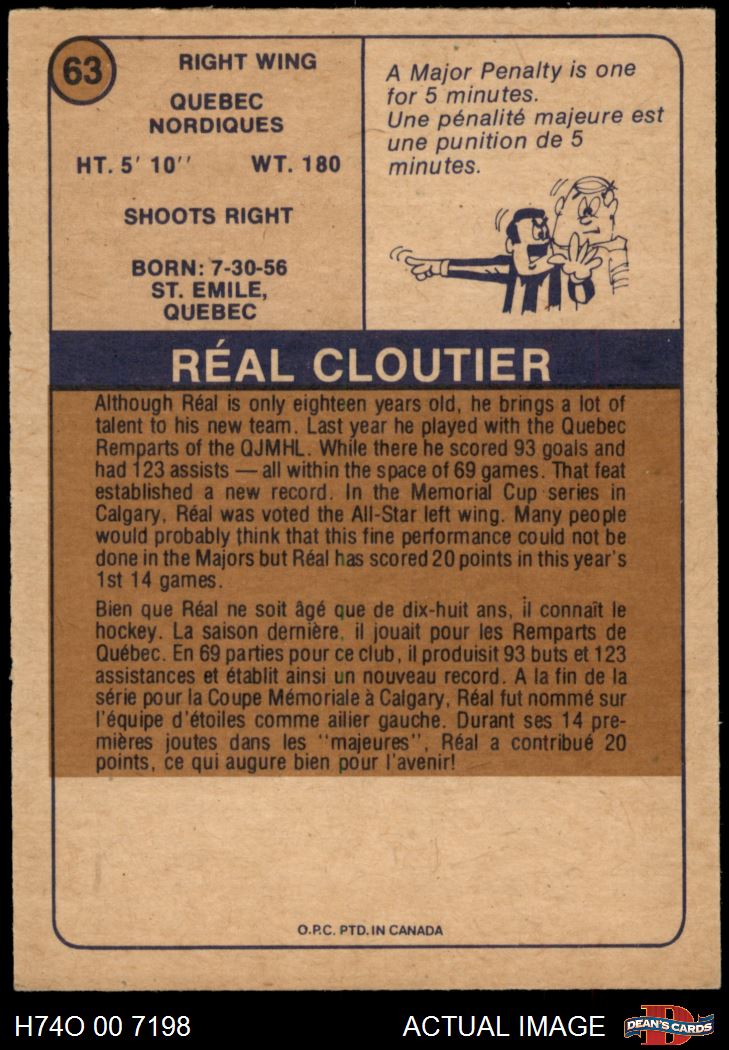 63
RIGHT WING
QUEBEC
NORDIQUES
HT. 5' 10'' WT. 180
SHOOTS RIGHT
BORN: 7-30-56
ST. EMILE,
QUEBEC
A Major Penalty is one
for 5 minutes.
Une pénalité majeure est
une punition de 5
minutes.
RÉAL CLOUTIER
Although Réal is only eighteen years old, he brings a lot of
talent to his new team. Last year he played with the Quebec
Remparts of the QJMHL. While there he scored 93 goals and
had 123 assists — all within the space of 69 games. That feat
established a new record. In the Memorial Cup series in
Calgary, Réal was voted the All-Star left wing. Many people
would probably think that this fine performance could not be
done in the Majors but Réal has scored 20 points in this year's
1st 14 games.
Bien que Réal ne soit âgé que de dix-huit ans, il connaît le
hockey. La saison dernière, il jouait pour les Remparts de
Québec. En 69 parties pour ce club, il produisit 93 buts et 123
assistances et établit ainsi un nouveau record. A la fin de la
série pour la Coupe Mémoriale à Calgary, Réal fut nommé sur
l'équipe d'étoiles comme ailier gauche. Durant ses 14 pre-
mières joutes dans les ''majeures'', Réal a contribué 20
points, ce qui augure bien pour l'avenir!
O.P.C. PTD. IN CANADA
H74O 00 7198 ACTUAL IMAGE
D
DEAN'S CARDS